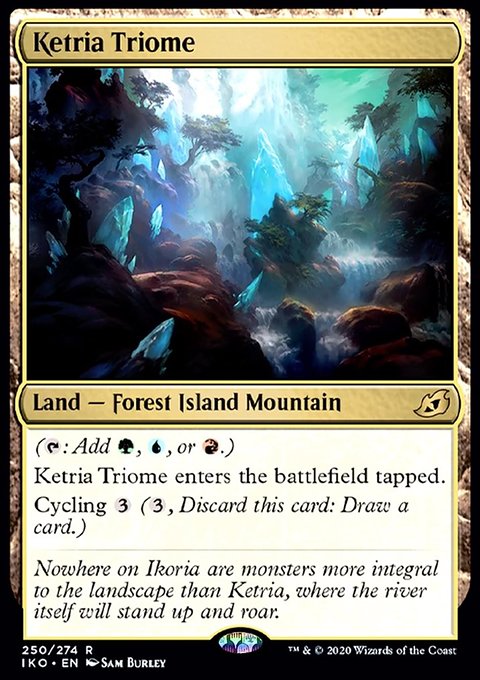 Ketria Triome
Land — Forest Island Mountain
(: Add , , or .)
Ketria Triome enters the battlefield tapped.
Cycling 3 (3, Discard this card: Draw a
card.)
Nowhere on Ikoria are monsters more integral
to the landscape than Ketria, where the river
itself will stand up and roar.
250/274 R
IKO • EN Sam Burley
™ & © 2020 Wizards of the Coast